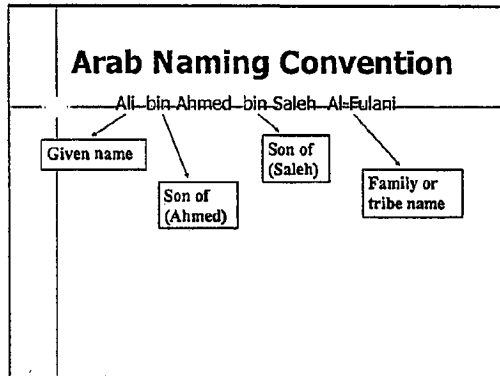 Arab Naming Convention
Ali bin Ahmed bin Saleh Al-Fulani
Given name
Son of
(Ahmed)
Son of
(Saleh)
Family or
tribe name